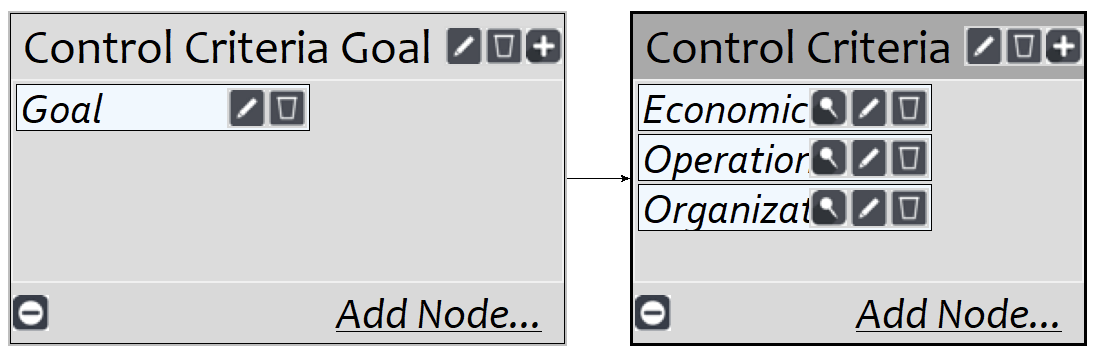 Control Criteria Goal
Goal
Add Node...
Control Criteria
Economic
Operation
Organizat
Add Node...